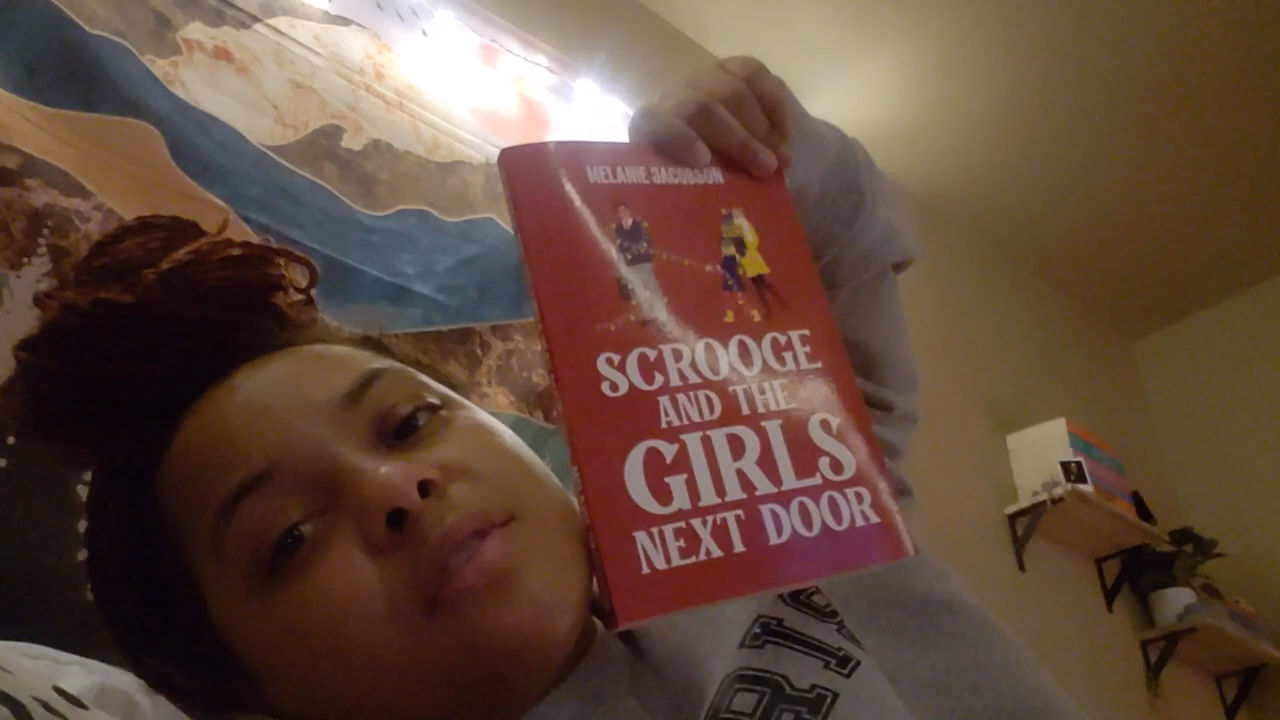 MELANIE JACOBSON
SCROOGE
AND THE
GIRLS
NEXT DOOR